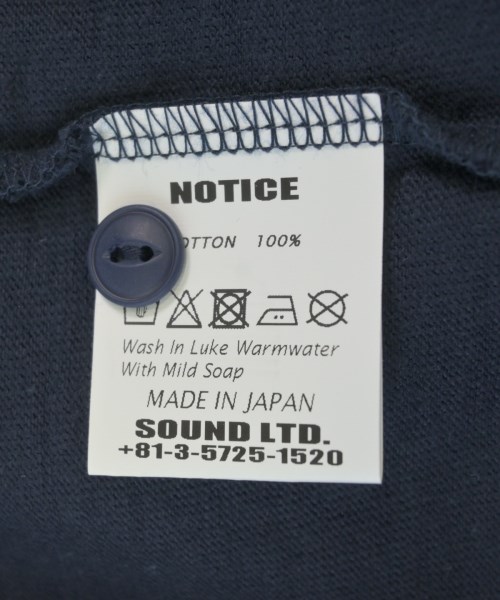 NOTICE
OTTON 100%
Wash In Luke Warmwater
With Mild Soap
MADE IN JAPAN
SOUND LTD.
+81-3-5725-1520